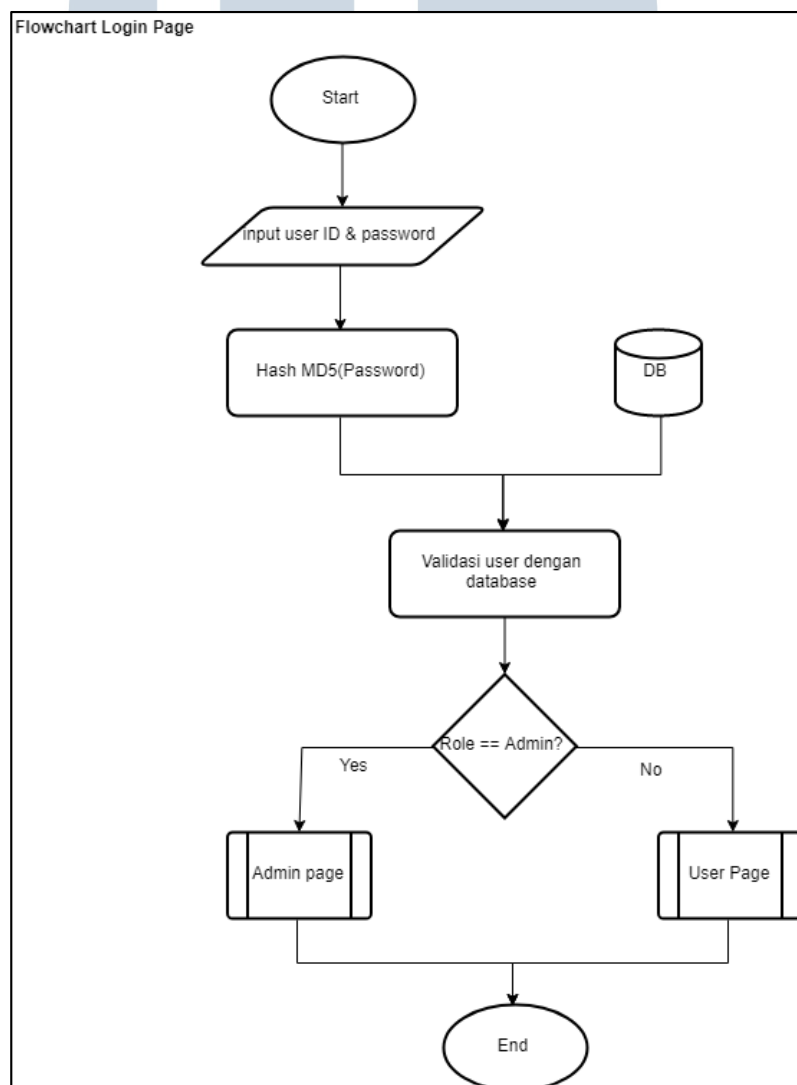 Flowchart Login Page
Start
input user ID & password
Hash MD5(Password)
DB
Validasi user dengan
database
Role == Admin?
Yes
No
Admin page
User Page
End